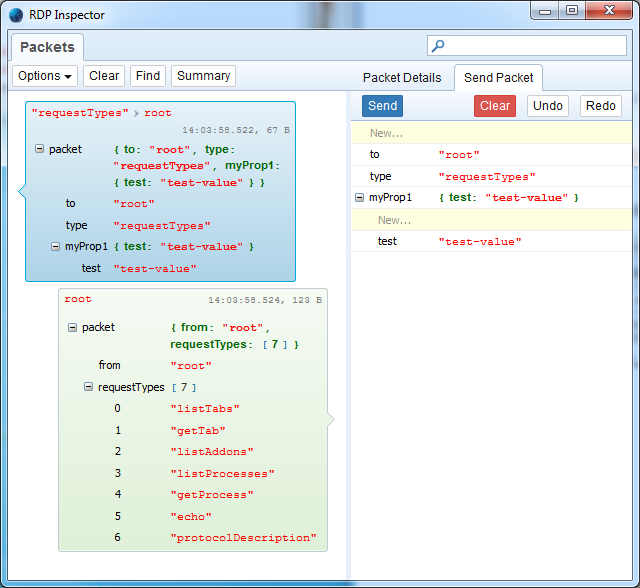 RDP Inspector
Packets
Options
Clear
Find
Summary
"requestTypes" > root
14:03:58.522, 67 B
packet { to: "root", type:
"requestTypes", myProp1:
{ test: "test-value" } }
to "root"
type "requestTypes"
myProp1 { test: "test-value" }
test "test-value"
root 14:03:58.524, 123 B
packet { from: "root",
requestTypes: [ 7 ] }
from "root"
requestTypes [ 7 ]
0 "listTabs"
1 "getTab"
2 "listAddons"
3 "listProcesses"
4 "getProcess"
5 "echo"
6 "protocolDescription"
Packet Details
Send Packet
Send
Clear
Undo
Redo
New...
to "root"
type "requestTypes"
myProp1 { test: "test-value" }
New...
test "test-value"